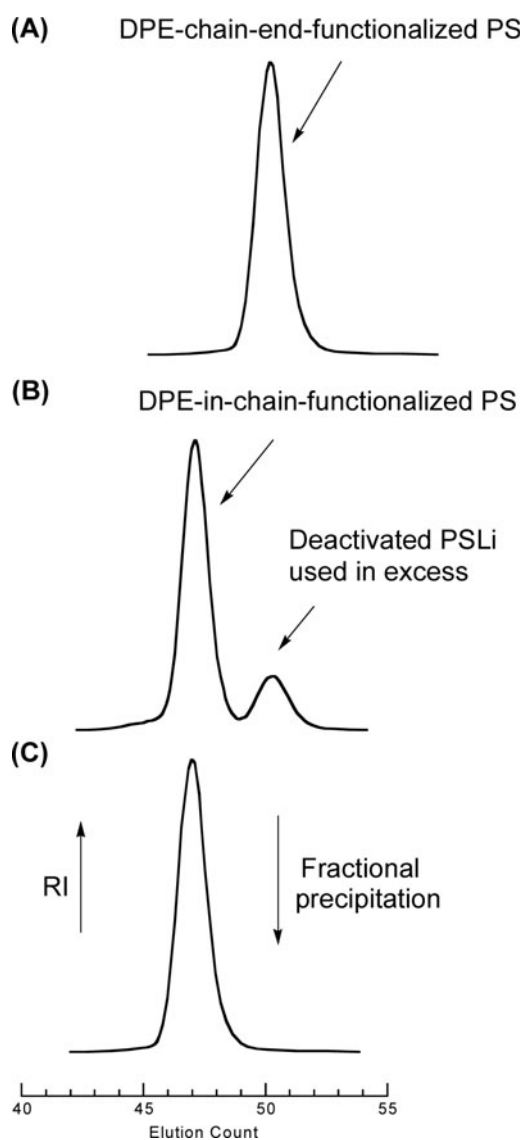 (A)
DPE-chain-end-functionalized PS
(B)
DPE-in-chain-functionalized PS
Deactivated PSLi
used in excess
(C)
RI
Fractional
precipitation
40 45 50 55
Elution Count